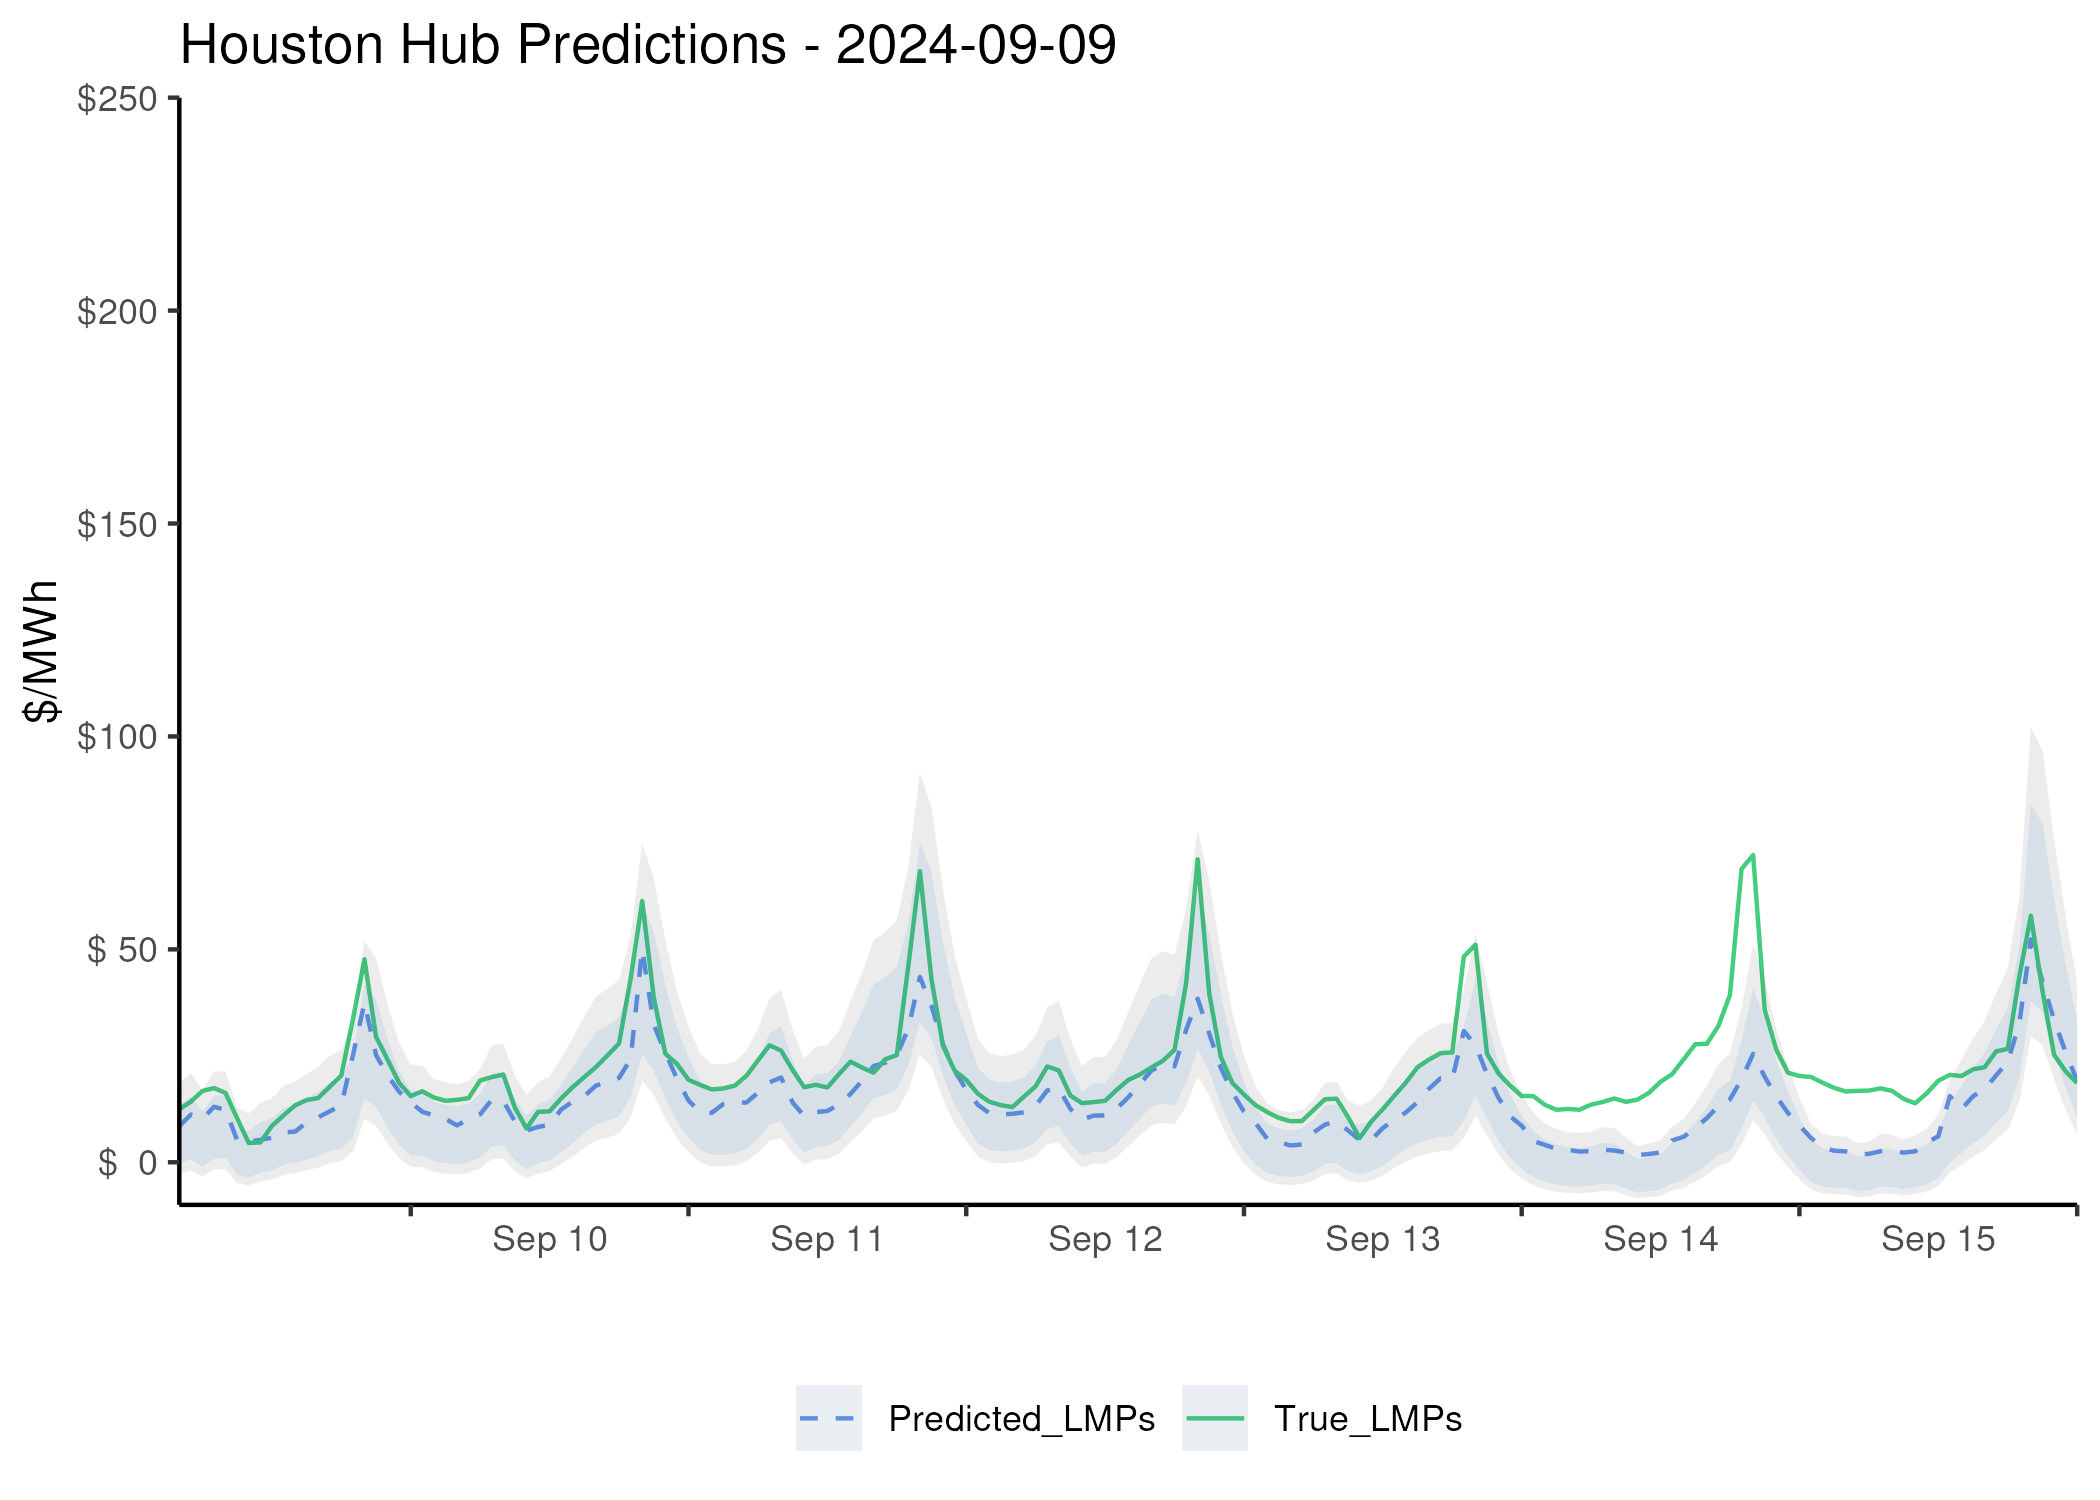 Houston Hub Predictions - 2024-09-09
$250
$200
$150
$100
$ 50
$  0
$/MWh
Sep 10 Sep 11 Sep 12 Sep 13 Sep 14 Sep 15
Predicted_LMPs True_LMPs